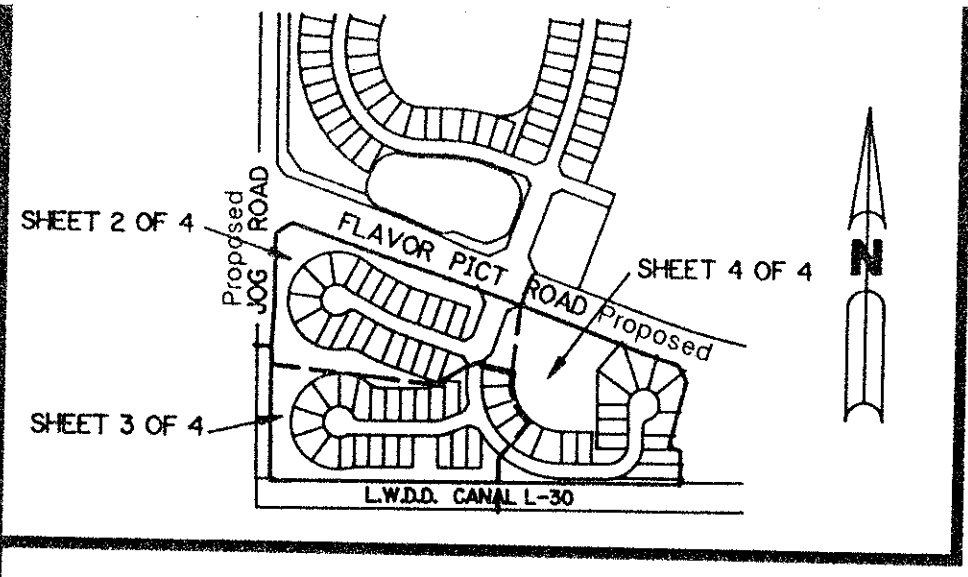 SHEET 2 OF 4
Proposed
JOG ROAD
FLAVOR PICT ROAD Proposed
SHEET 4 OF 4
N
SHEET 3 OF 4
L.W.D.D. CANAL L-30